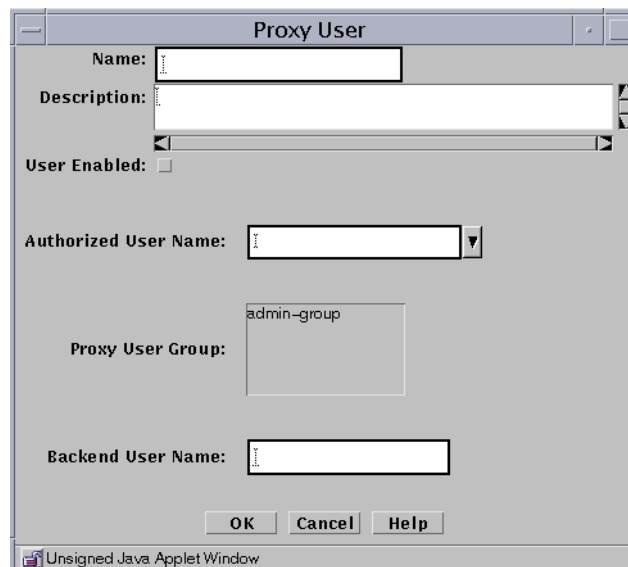 Proxy User
Name:
Description:
User Enabled:
Authorized User Name:
Proxy User Group:
admin-group
Backend User Name:
OK Cancel Help
Unsigned Java Applet Window